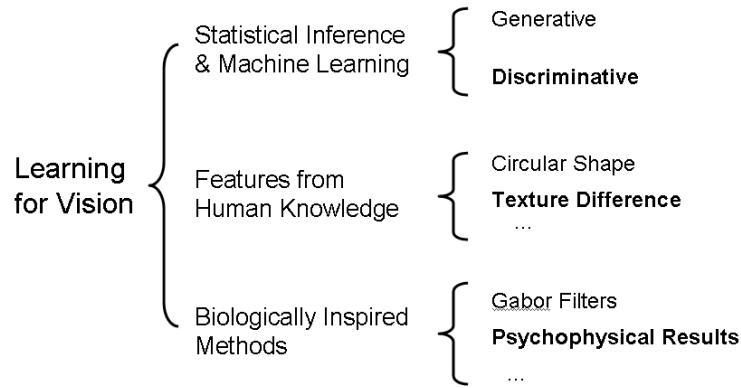 Learning
for Vision
Statistical Inference
& Machine Learning
Generative
Discriminative
Features from
Human Knowledge
Circular Shape
Texture Difference
...
Biologically Inspired
Methods
Gabor Filters
Psychophysical Results
...